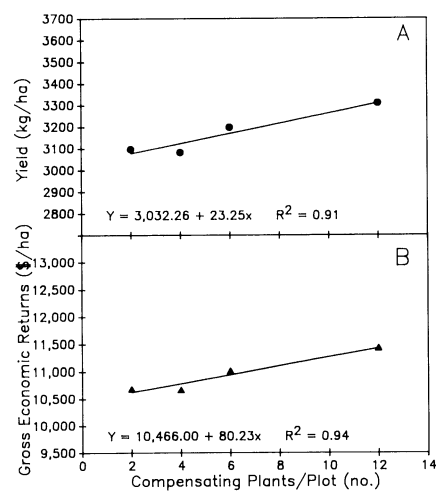 A
3700
3600
3500
3400
3300
3200
3100
3000
2900
2800
Yield (kg/ha)
Y = 3,032.26 + 23.25x R² = 0.91
B
13,000
12,500
12,000
11,500
11,000
10,500
10,000
9,500
Gross Economic Returns ($/ha)
Y = 10,466.00 + 80.23x R² = 0.94
0 2 4 6 8 10 12 14
Compensating Plants/Plot (no.)